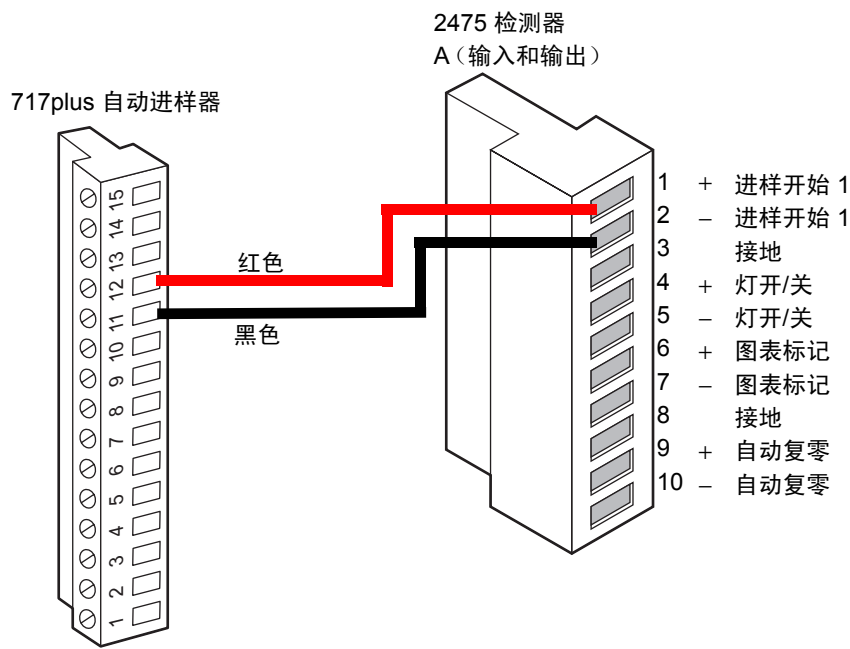 2475 检测器
A（输入和输出）
717plus 自动进样器
15
14
13
12
11
10
9
8
7
6
5
4
3
2
1
红色
黑色
1 + 进样开始 1
2 – 进样开始 1
3 接地
4 + 灯开/关
5 – 灯开/关
6 + 图表标记
7 – 图表标记
8 接地
9 + 自动复零
10 – 自动复零